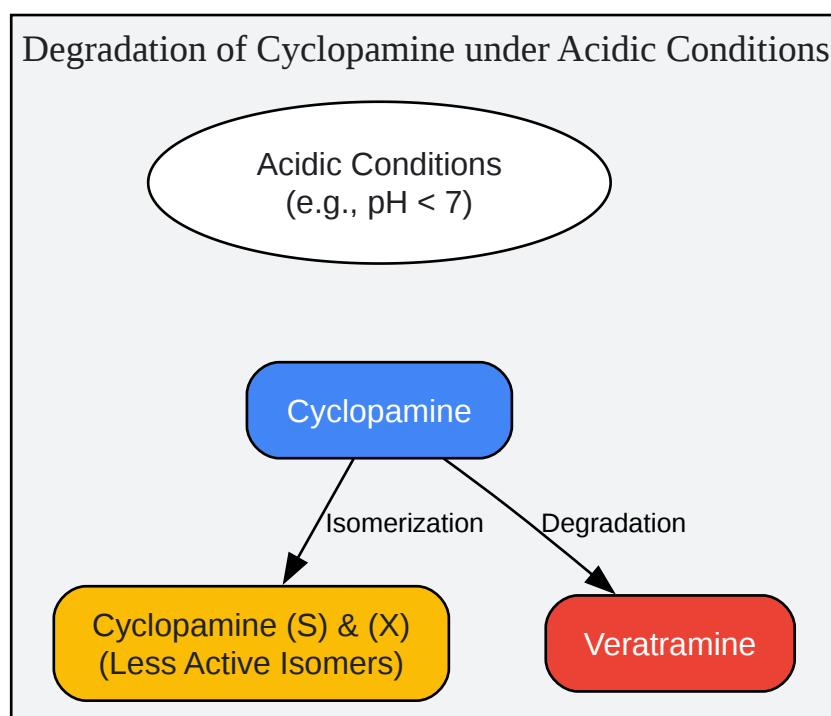 Degradation of Cyclopamine under Acidic Conditions
Acidic Conditions
(e.g., pH < 7)
Cyclopamine
Isomerization
Degradation
Cyclopamine (S) & (X)
(Less Active Isomers)
Veratramine